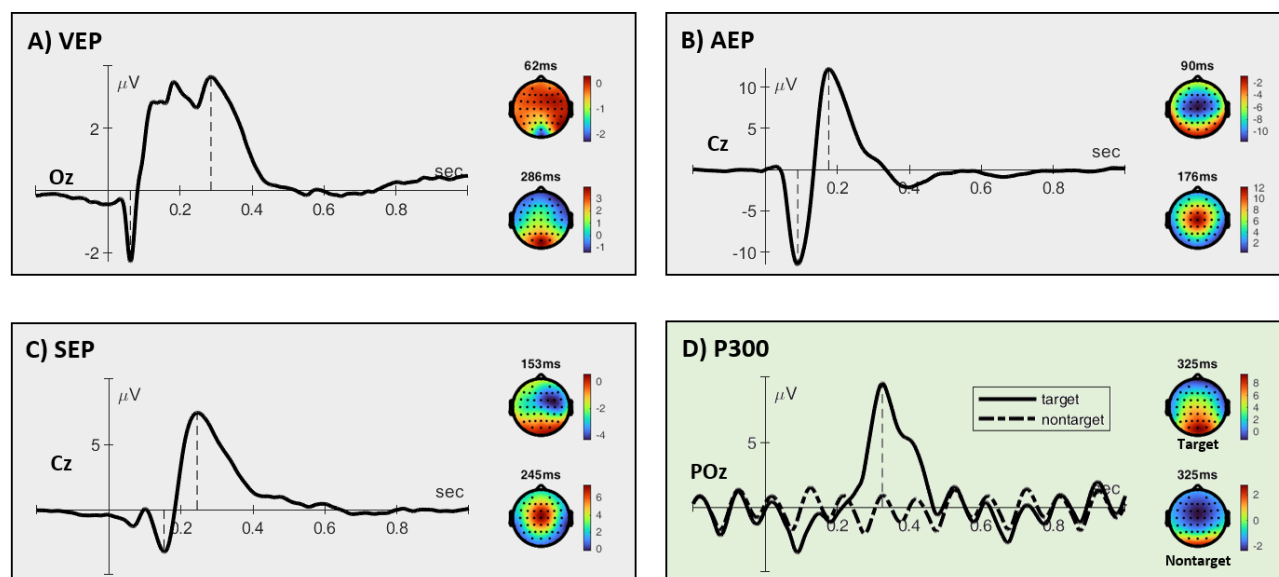 A) VEP
μV
2
Oz
sec
0.2
0.4
0.6
0.8
-2
62ms
0
-1
-2
286ms
3
2
1
0
-1
B) AEP
10
μV
5
Cz
sec
0.2
0.4
0.6
0.8
-5
-10
90ms
-2
-4
-6
-8
-10
176ms
12
10
8
6
4
2
C) SEP
μV
5
Cz
sec
0.2
0.4
0.6
0.8
153ms
0
-2
-4
245ms
6
4
2
0
D) P300
μV
target
nontarget
5
POz
sec
0.2
0.4
0.6
0.8
325ms
8
6
4
2
0
Target
325ms
2
0
-2
Nontarget